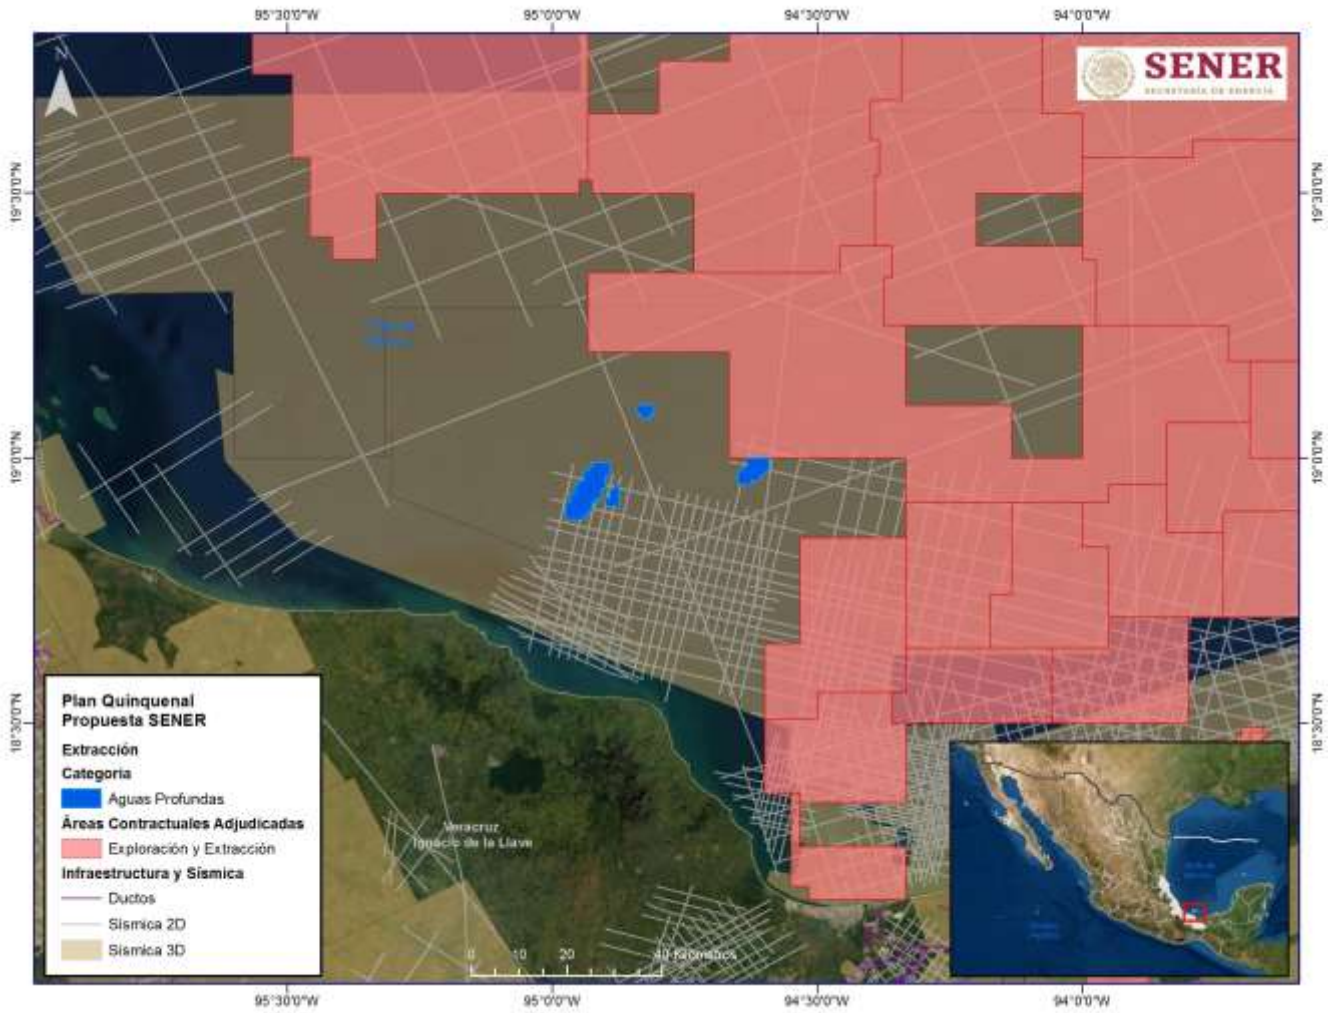 95°30'0"W 95°0'0"W 94°30'0"W 94°0'0"W
N
SENER
SECRETARÍA DE ENERGÍA
19°30'0"N 19°30'0"N
19°0'0"N 19°0'0"N
18°30'0"N 18°30'0"N
Plan Quinquenal
Propuesta SENER
Extracción
Categoría
Aguas Profundas
Áreas Contractuales Adjudicadas
Exploración y Extracción
Infraestructura y Sísmica
Ductos
Sísmica 2D
Sísmica 3D
Veracruz
Ignacio de la Llave
0 10 20 40 Kilómetros
95°30'0"W 95°0'0"W 94°30'0"W 94°0'0"W